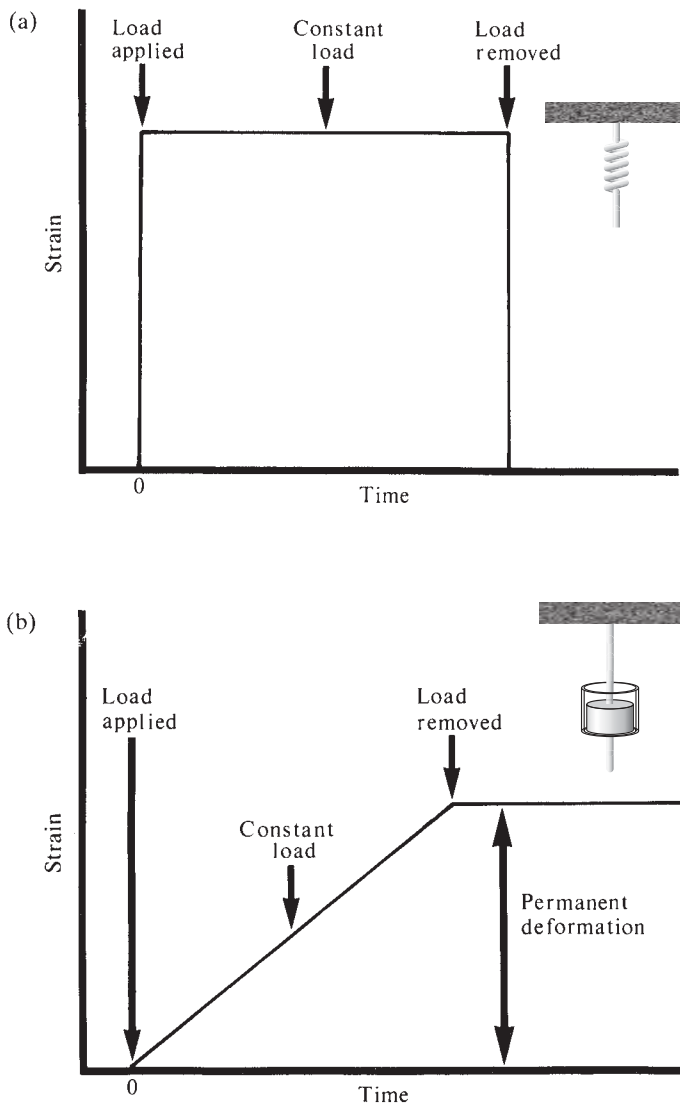 (a)
Load
applied
Constant
load
Load
removed
Strain
0
Time
(b)
Load
applied
Load
removed
Constant
load
Strain
Permanent
deformation
0
Time